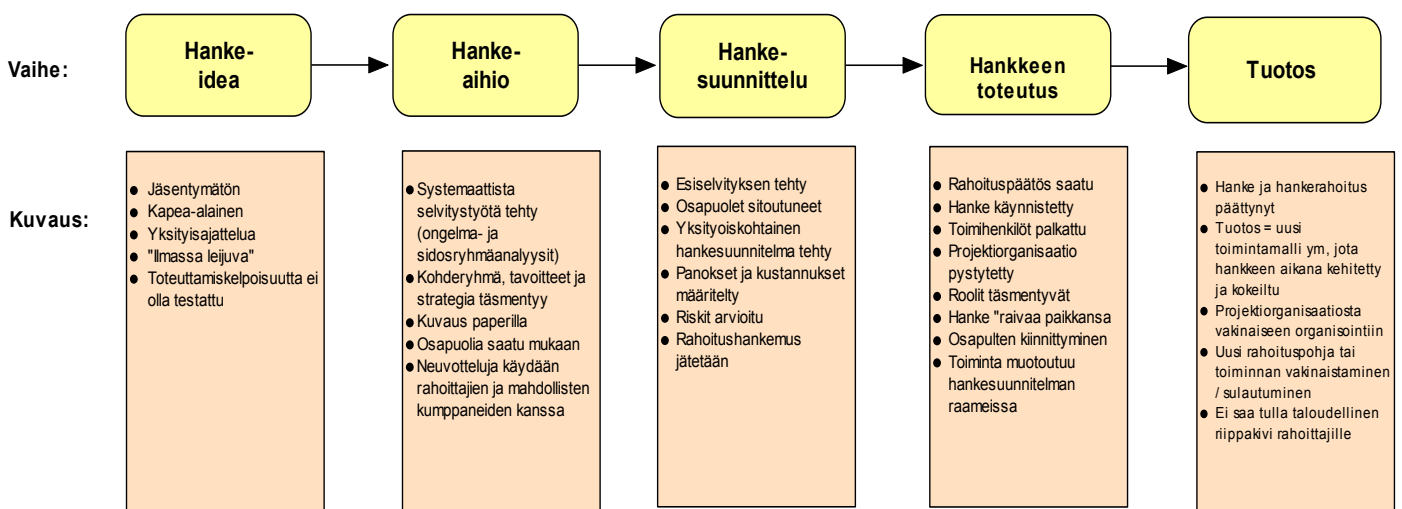 Vaihe:
Hanke-
idea
Hanke-
aihio
Hanke-
suunnittelu
Hankkeen
toteutus
Tuotos
Kuvaus:
● Jäsentymätön
● Kapea-alainen
● Yksityisajattelua
● "Ilmassa leijuva"
● Toteuttamiskelpoisuutta ei
olla testattu
● Systemaattista
selvitystyötä tehty
(ongelma- ja
sidosryhmäanalyysit)
● Kohderyhmä, tavoitteet ja
strategia täsmentyy
● Kuvaus paperilla
● Osapuolia saatu mukaan
● Neuvotteluja käydään
rahoittajien ja mahdollisten
kumppaneiden kanssa
● Esiselvityksen tehty
● Osapuolet sitoutuneet
● Yksityoiskohtainen
hankesuunnitelma tehty
● Panokset ja kustannukset
määritelty
● Riskit arvioitu
● Rahoitushankemus
jätetään
● Rahoituspäätös saatu
● Hanke käynnistetty
● Toimihenkilöt palkattu
● Projektiorganisaatio
pystytetty
● Roolit täsmentyvät
● Hanke "raivaa paikkansa
● Osapulten kiinnittyminen
● Toiminta muotoutuu
hankesuunnitelman
raameissa
● Hanke ja hankerahoitus
päättynyt
● Tuotos = uusi
toimintamalli ym, jota
hankkeen aikana kehitetty
ja kokeiltu
● Projektiorganisaatiosta
vakinaiseen organisointiin
● Uusi rahoituspohja tai
toiminnan vakinaistaminen
/ sulautuminen
● Ei saa tulla taloudellinen
riippakivi rahoittajille